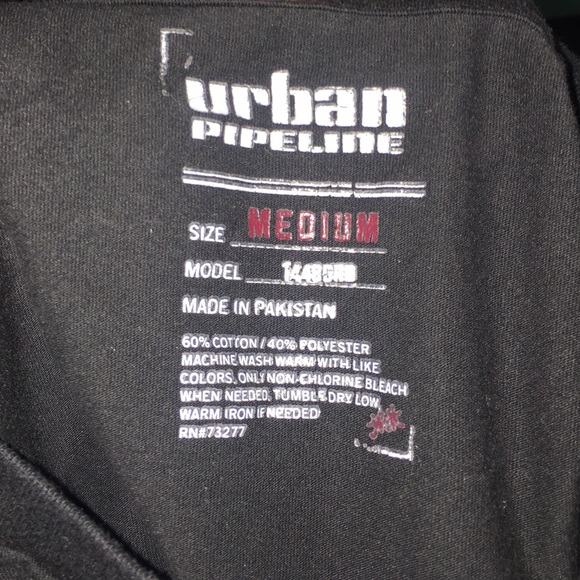 urban
PIPELINE
SIZE MEDIUM
MODEL
MADE IN PAKISTAN
60% COTTON / 40% POLYESTER
MACHINE WASH WARM WITH LIKE
COLORS, ONLY NON-CHLORINE BLEACH
WHEN NEEDED, TUMBLE DRY LOW,
WARM IRON IF NEEDED
RN#73277